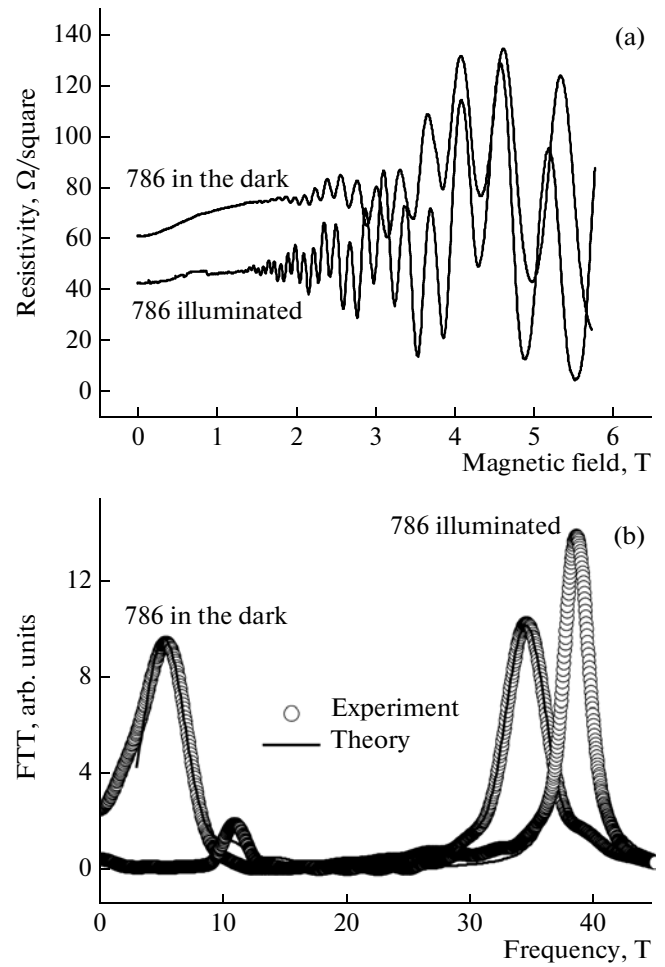 (a)
140
120
100
80
60
40
20
0
Resistivity, Ω/square
786 in the dark
786 illuminated
0 1 2 3 4 5 6
Magnetic field, T
(b)
786 illuminated
12
8
4
0
FTT, arb. units
786 in the dark
Experiment
Theory
0 10 20 30 40
Frequency, T